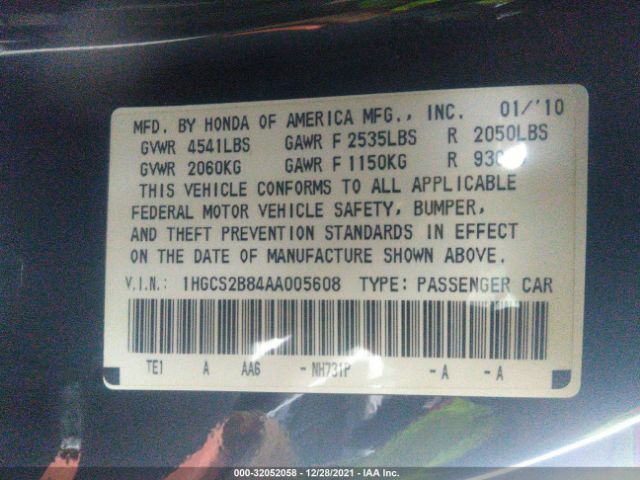 MFD. BY HONDA OF AMERICA MFG., INC. 01/'10
GVWR 4541LBS GAWR F 2535LBS R 2050LBS
GVWR 2060KG GAWR F 1150KG R
THIS VEHICLE CONFORMS TO ALL APPLICABLE
FEDERAL MOTOR VEHICLE SAFETY, BUMPER,
AND THEFT PREVENTION STANDARDS IN EFFECT
ON THE DATE OF MANUFACTURE SHOWN ABOVE.
V.I.N.: 1HGCS2B84AA005608 TYPE: PASSENGER CAR
TE1 A AA6 - NH731P - A - A
000-32052058 - 12/28/2021 - IAA Inc.